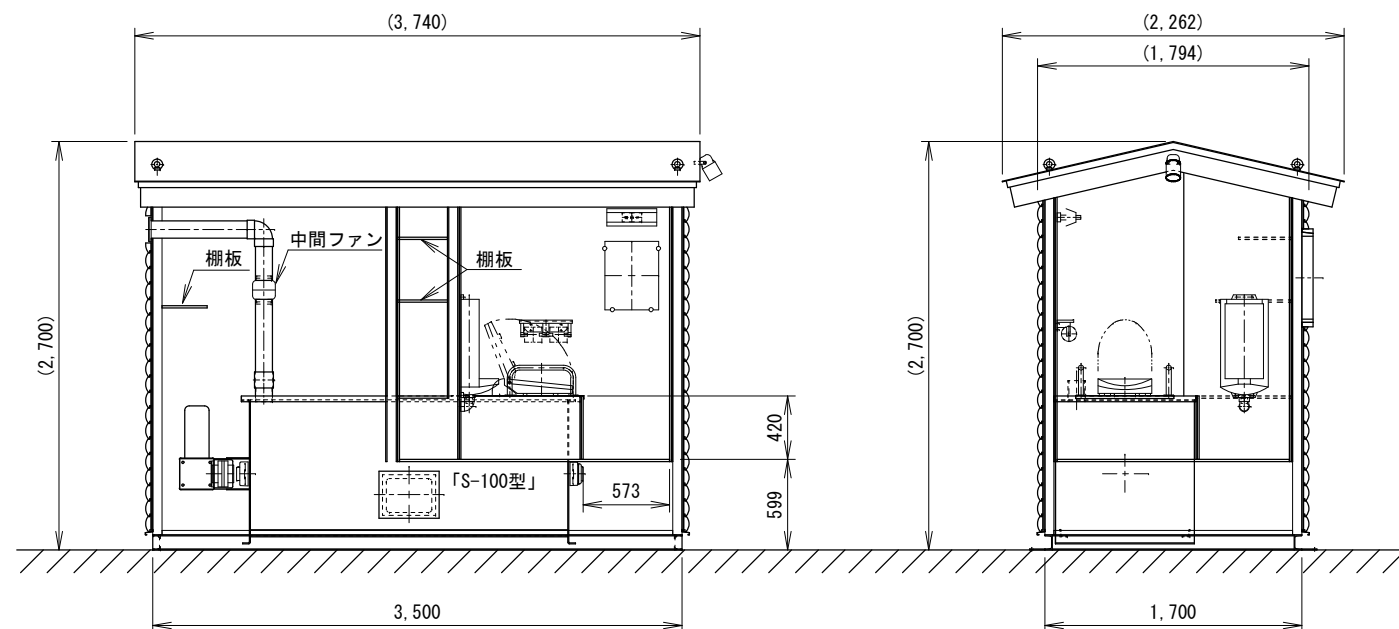 (3,740)
(2,262)
(1,794)
(2,700)
中間ファン
棚板
棚板
(2,700)
420
「S-100型」
573
599
3,500
1,700